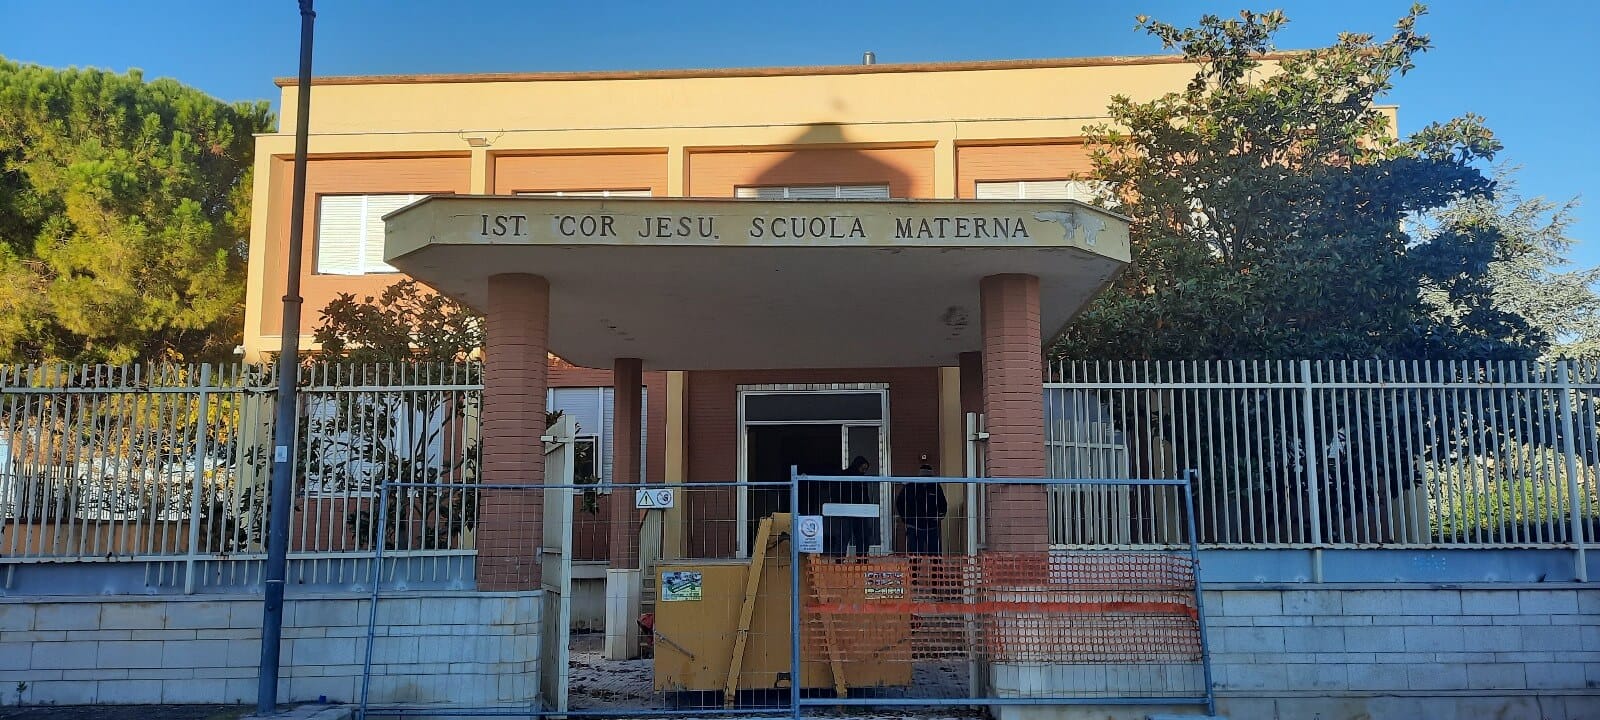 IST. COR JESU. SCUOLA MATERNA